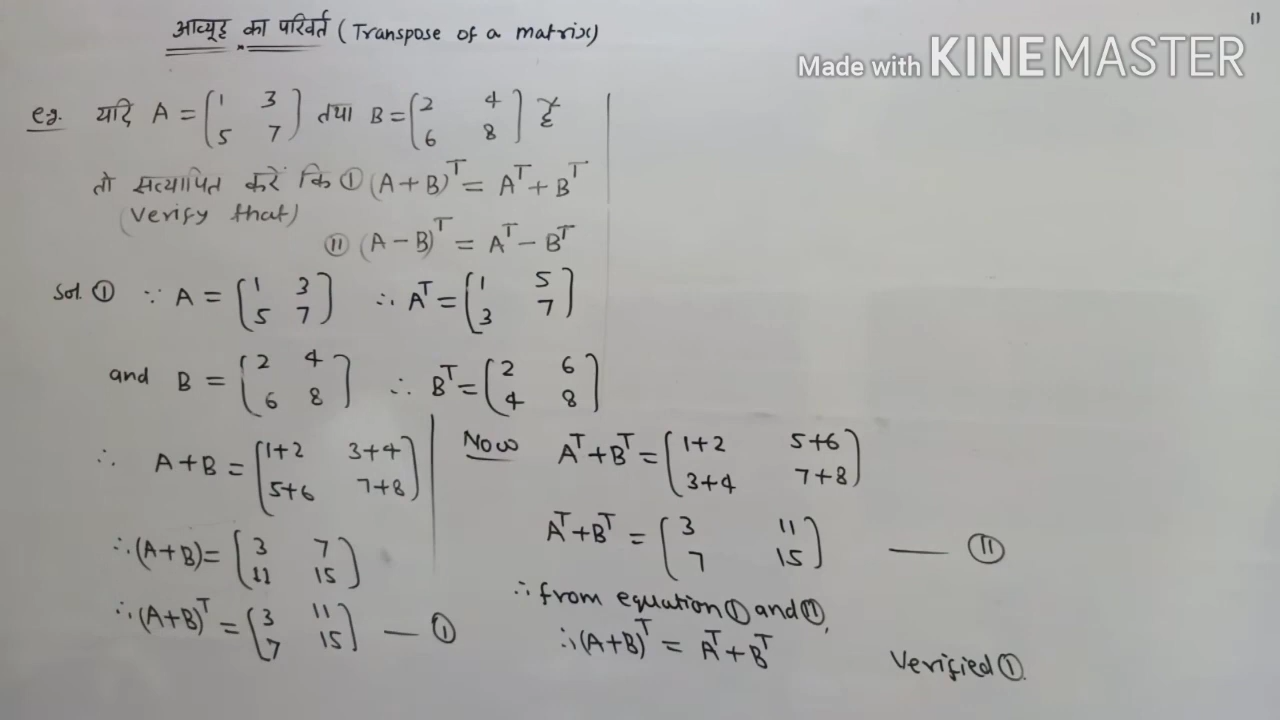 आव्यूह का परिवर्त (Transpose of a matrix)
11
Made with KINEMASTER
e.g. यदि A = [1 3
5 7] तथा B = [2 4
6 8] है
तो सत्यापित करें कि ① (A+B)^T = A^T + B^T
(Verify that)
② (A-B)^T = A^T - B^T
Sol. ① ∵ A = [1 3
5 7] ∴ A^T = [1 5
3 7]
and B = [2 4
6 8] ∴ B^T = [2 6
4 8]
∴ A+B = [1+2 3+4
5+6 7+8]
∴ (A+B) = [3 7
11 15]
∴ (A+B)^T = [3 11
7 15] — ①
Now A^T + B^T = [1+2 5+6
3+4 7+8]
A^T + B^T = [3 11
7 15] — ②
∴ from equation ① and ②,
∴ (A+B)^T = A^T + B^T
Verified ①.